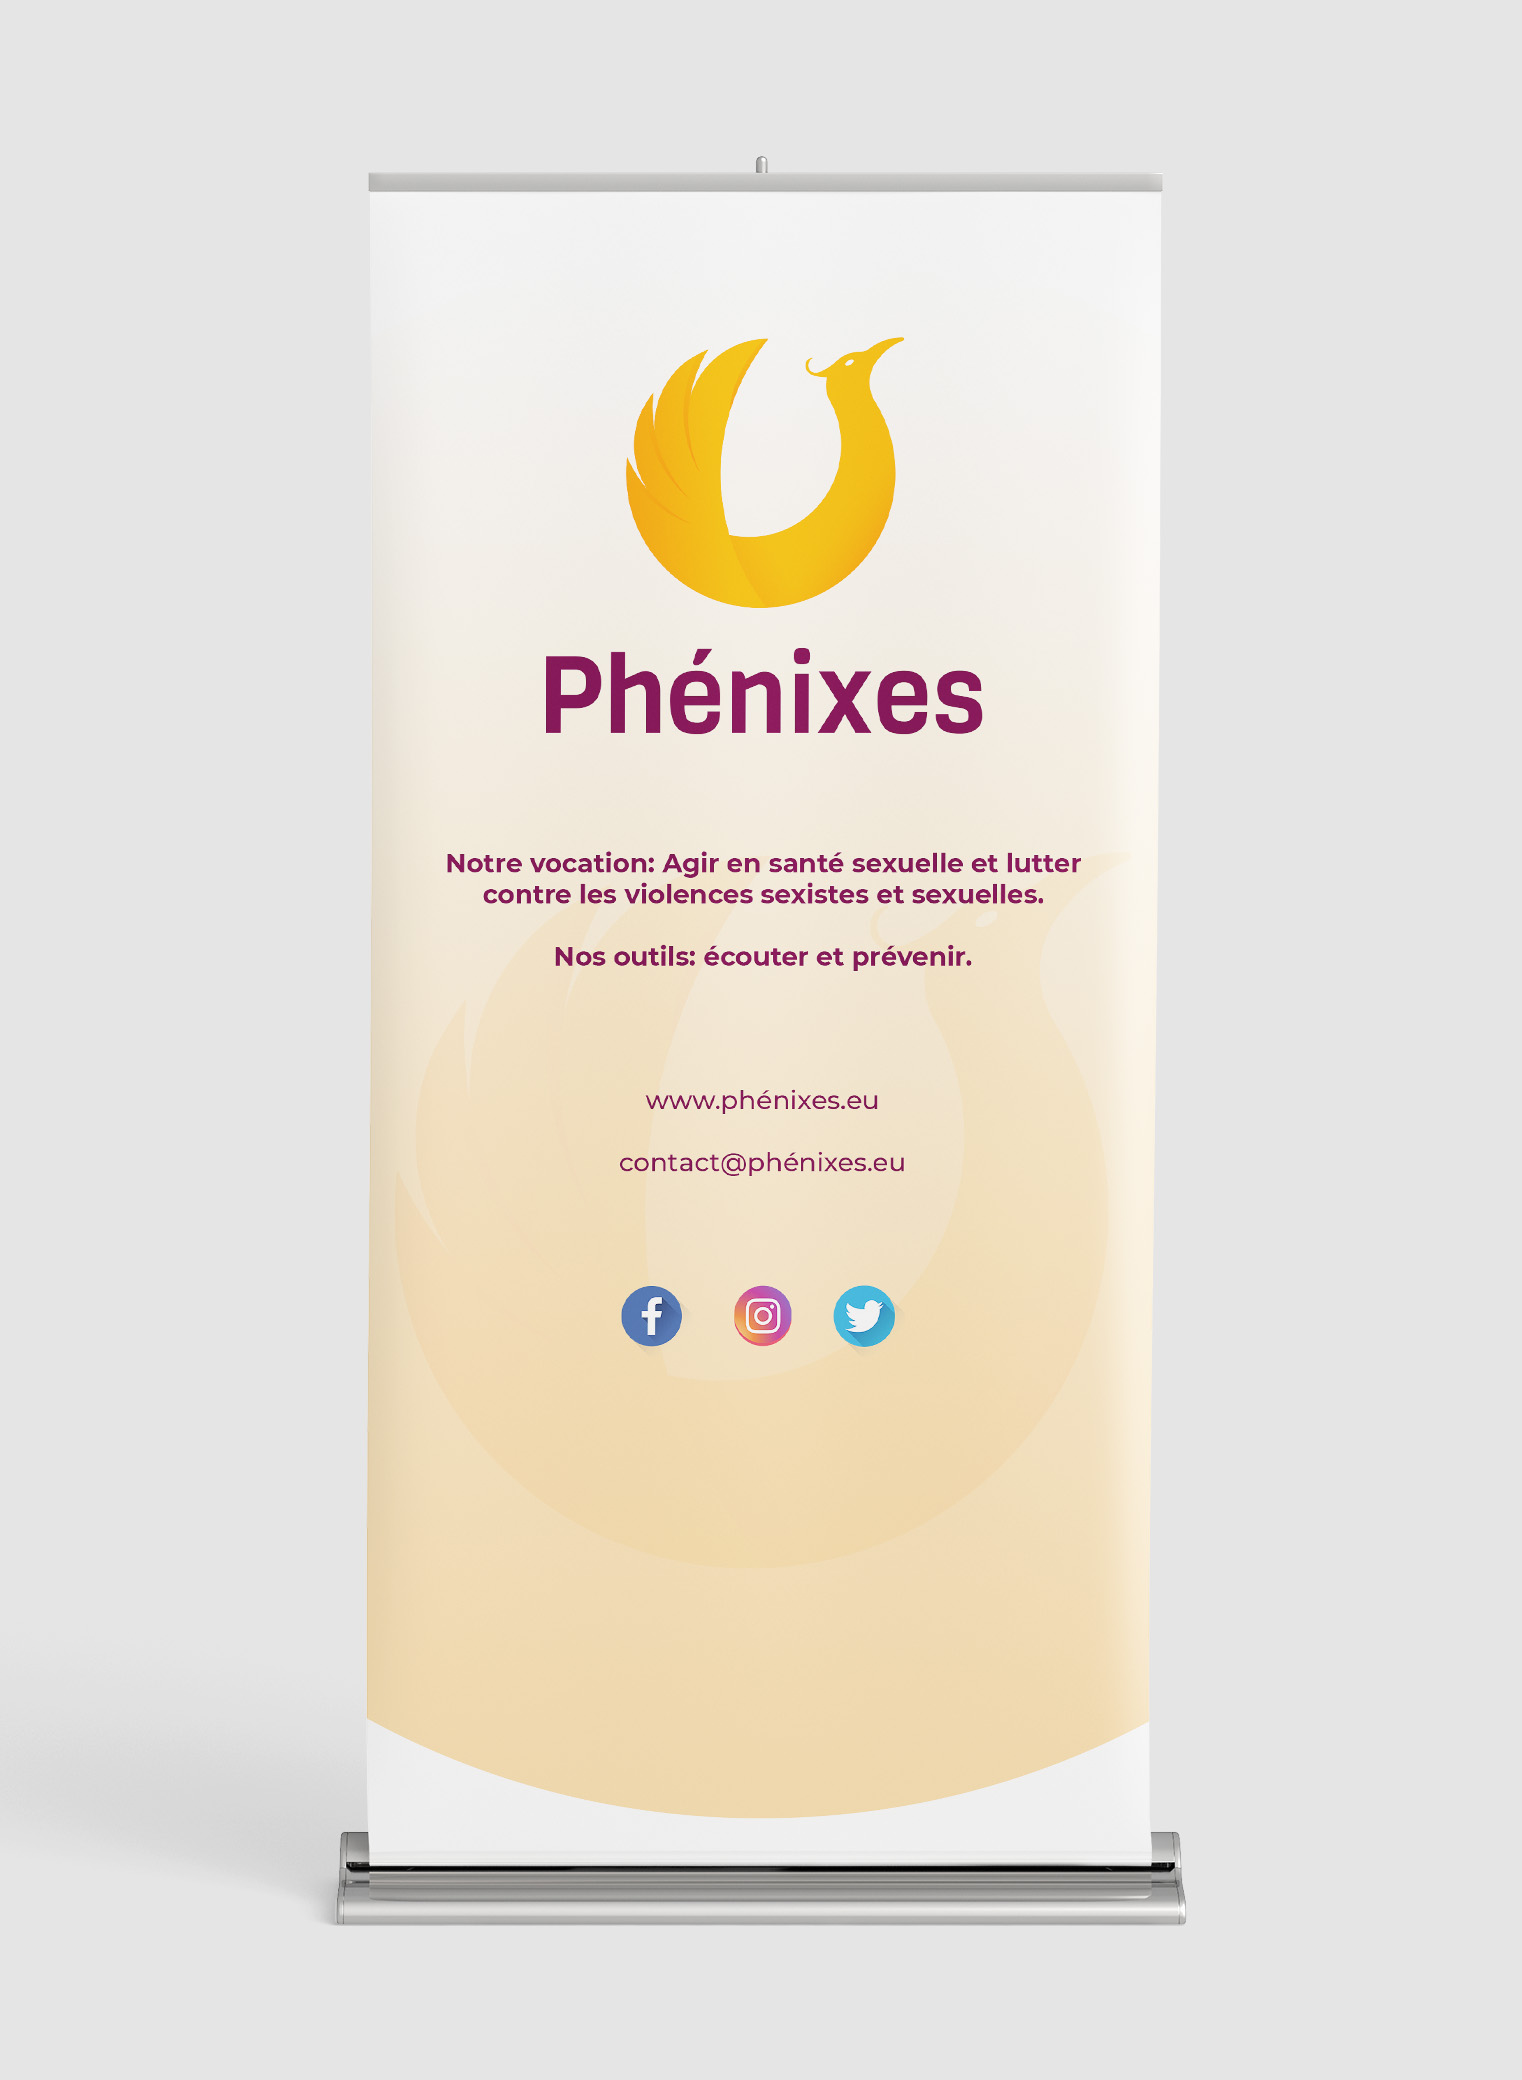 Phénixes
Notre vocation: Agir en santé sexuelle et lutter
contre les violences sexistes et sexuelles.
Nos outils: écouter et prévenir.
www.phénixes.eu
contact@phénixes.eu